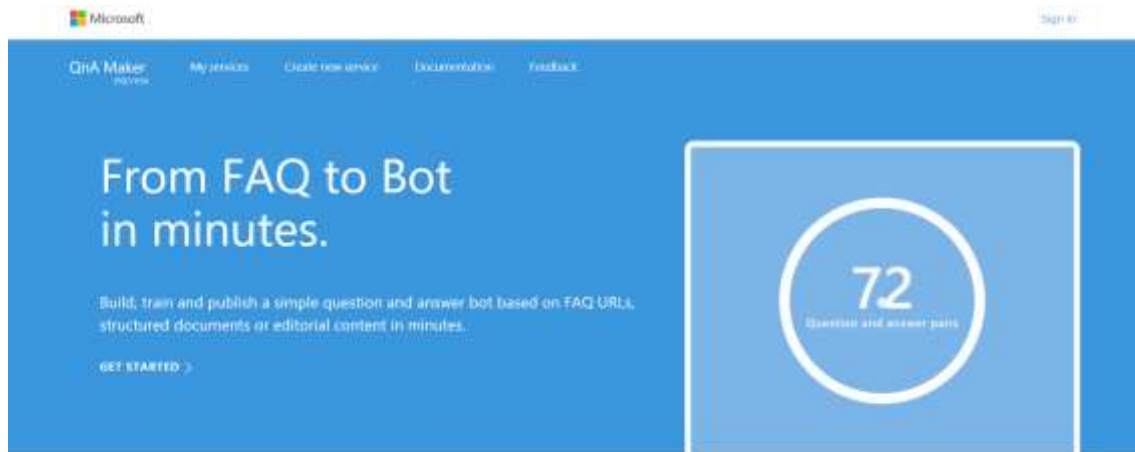 Microsoft
Sign In
QnA Maker
PREVIEW
My services
Create new service
Documentation
Feedback
From FAQ to Bot
in minutes.
Build, train and publish a simple question and answer bot based on FAQ URLs,
structured documents or editorial content in minutes.
GET STARTED >
72
Question and answer pairs